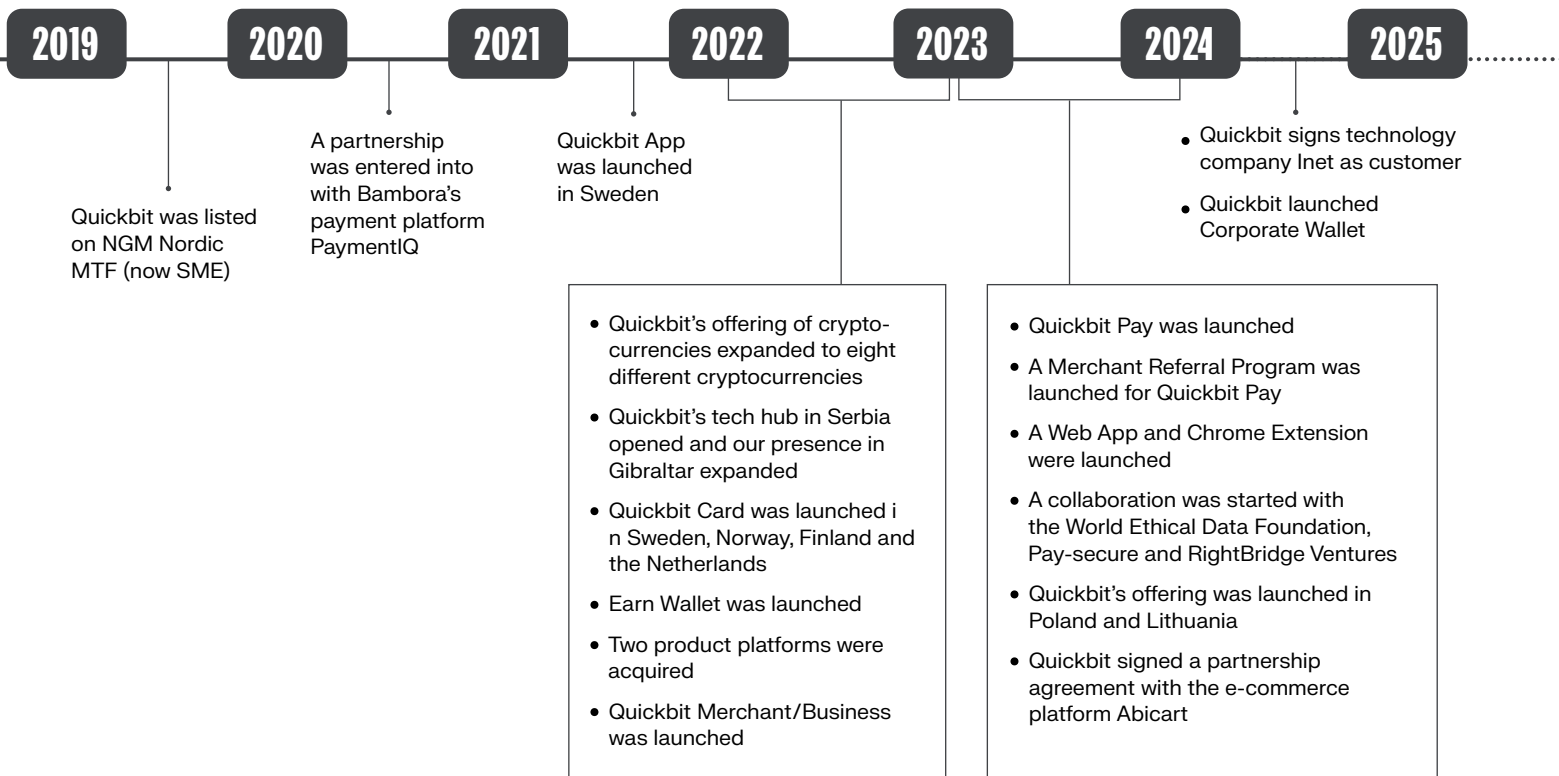 2019
2020
2021
2022
2023
2024
2025
Quickbit was listed
on NGM Nordic
MTF (now SME)
A partnership
was entered into
with Bambora’s
payment platform
PaymentIQ
Quickbit App
was launched
in Sweden
• Quickbit signs technology
company Inet as customer
• Quickbit launched
Corporate Wallet
• Quickbit’s offering of crypto-
currencies expanded to eight
different cryptocurrencies
• Quickbit’s tech hub in Serbia
opened and our presence in
Gibraltar expanded
• Quickbit Card was launched i
n Sweden, Norway, Finland and
the Netherlands
• Earn Wallet was launched
• Two product platforms were
acquired
• Quickbit Merchant/Business
was launched
• Quickbit Pay was launched
• A Merchant Referral Program was
launched for Quickbit Pay
• A Web App and Chrome Extension
were launched
• A collaboration was started with
the World Ethical Data Foundation,
Pay-secure and RightBridge Ventures
• Quickbit’s offering was launched in
Poland and Lithuania
• Quickbit signed a partnership
agreement with the e-commerce
platform Abicart